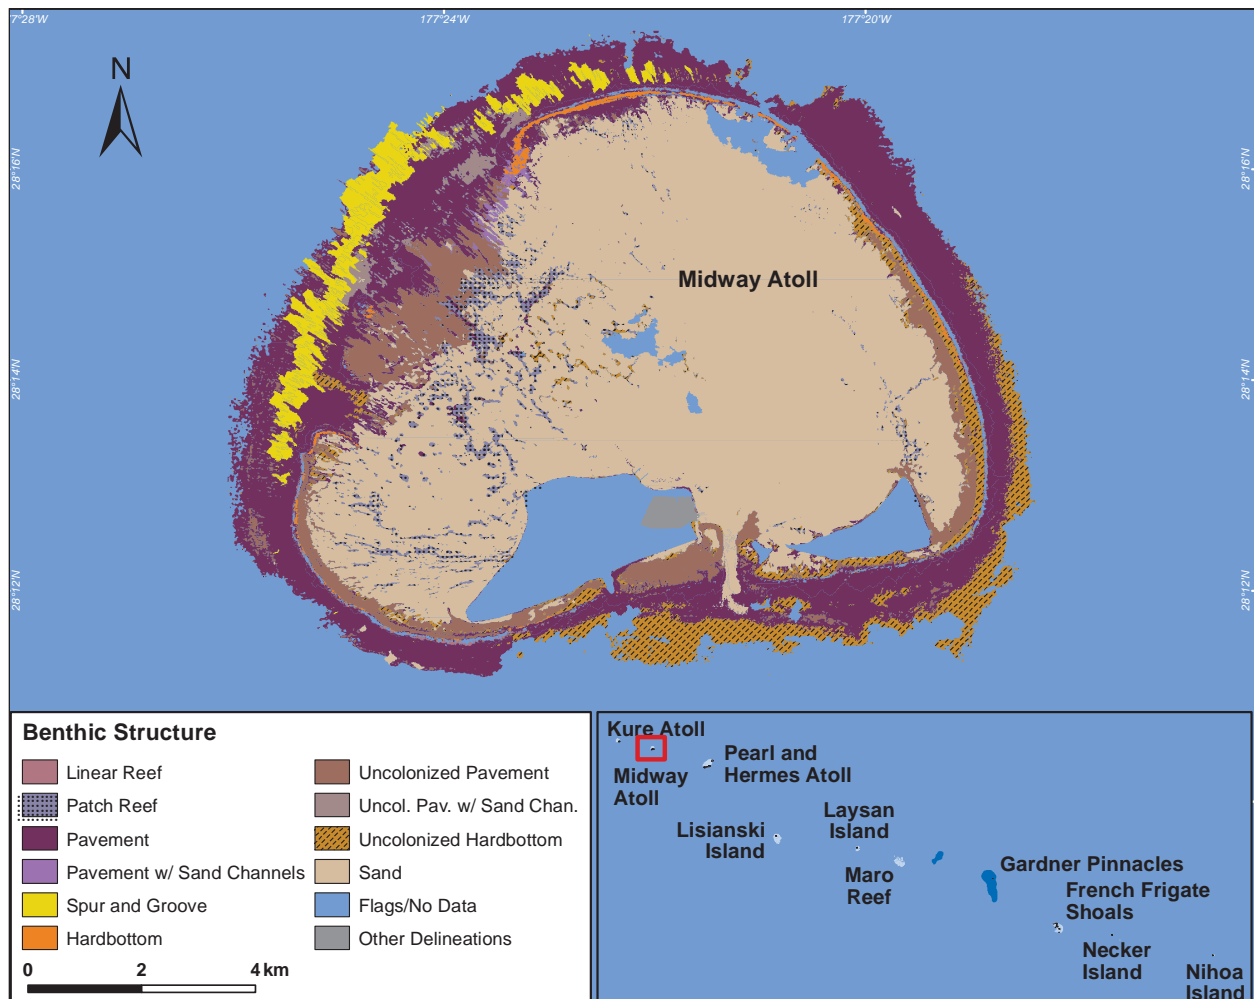 7°28'W
177°24'W
177°20'W
N
28°16'N
28°16'N
Midway Atoll
28°14'N
28°14'N
28°12'N
28°12'N
Benthic Structure
Linear Reef
Patch Reef
Pavement
Pavement w/ Sand Channels
Spur and Groove
Hardbottom
Uncolonized Pavement
Uncol. Pav. w/ Sand Chan.
Uncolonized Hardbottom
Sand
Flags/No Data
Other Delineations
0 2 4 km
Kure Atoll
Midway
Atoll
Pearl and
Hermes Atoll
Lisianski
Island
Laysan
Island
Maro
Reef
Gardner Pinnacles
French Frigate
Shoals
Necker
Island
Nihoa
Island